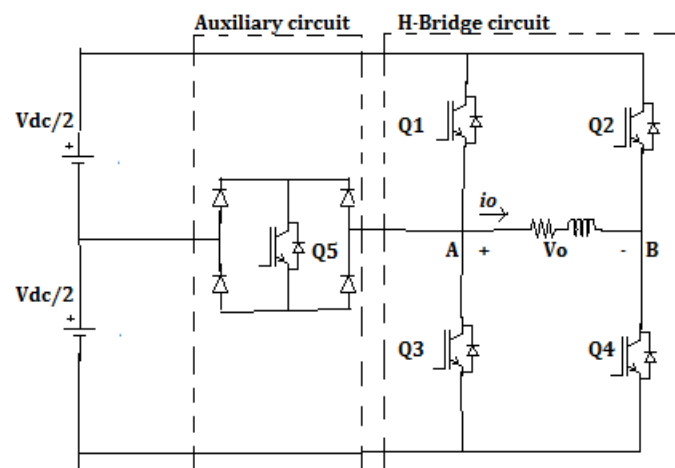 Auxiliary circuit
H-Bridge circuit
Vdc/2
+
Q1
Q2
io
Q5
A
+
Vo
-
B
Vdc/2
+
Q3
Q4